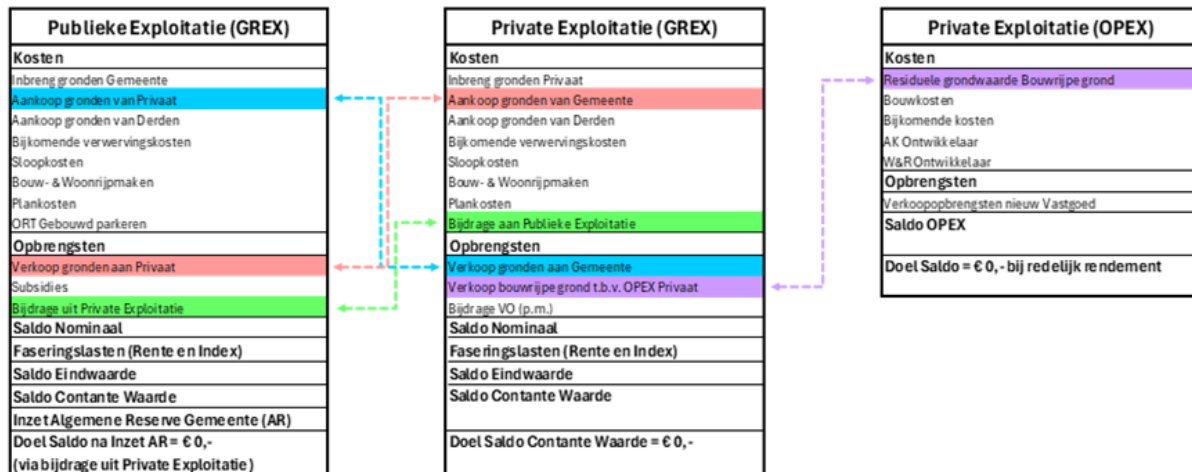 Publieke Exploitatie (GREX)
Kosten
Inbreng gronden Gemeente
Aankoop gronden van Privaat
Aankoop gronden van Derden
Bijkomende verwervingskosten
Sloopkosten
Bouw- & Woonrijpmaken
Plankosten
ORT Gebouwd parkeren
Opbrengsten
Verkoop gronden aan Privaat
Subsidies
Bijdrage uit Private Exploitatie
Saldo Nominaal
Faseringslasten (Rente en Index)
Saldo Eindwaarde
Saldo Contante Waarde
Inzet Algemene Reserve Gemeente (AR)
Doel Saldo na Inzet AR = € 0,-
(via bijdrage uit Private Exploitatie)
Private Exploitatie (GREX)
Kosten
Inbreng gronden Privaat
Aankoop gronden van Gemeente
Aankoop gronden van Derden
Bijkomende verwervingskosten
Sloopkosten
Bouw- & Woonrijpmaken
Plankosten
Bijdrage aan Publieke Exploitatie
Opbrengsten
Verkoop gronden aan Gemeente
Verkoop bouwrijpe grond t.b.v. OPEX Privaat
Bijdrage VO (p.m.)
Saldo Nominaal
Faseringslasten (Rente en Index)
Saldo Eindwaarde
Saldo Contante Waarde
Doel Saldo Contante Waarde = € 0,-
Private Exploitatie (OPEX)
Kosten
Residuele grondwaarde Bouwrijpe grond
Bouwkosten
Bijkomende kosten
AK Ontwikkelaar
W&R Ontwikkelaar
Opbrengsten
Verkoopopbrengsten nieuw Vastgoed
Saldo OPEX
Doel Saldo = € 0,- bij redelijk rendement